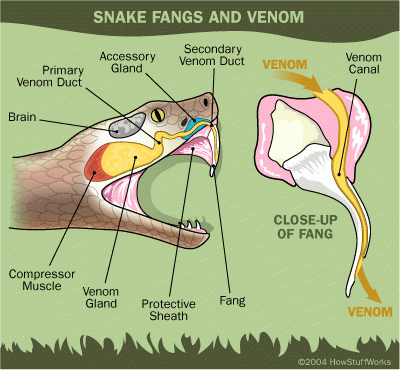 SNAKE FANGS AND VENOM
Secondary
Venom Duct
Accessory
Gland
Primary
Venom Duct
Brain
VENOM
Venom
Canal
CLOSE-UP
OF FANG
Compressor
Muscle
Venom
Gland
Protective
Sheath
Fang
VENOM
©2004 HowStuffWorks